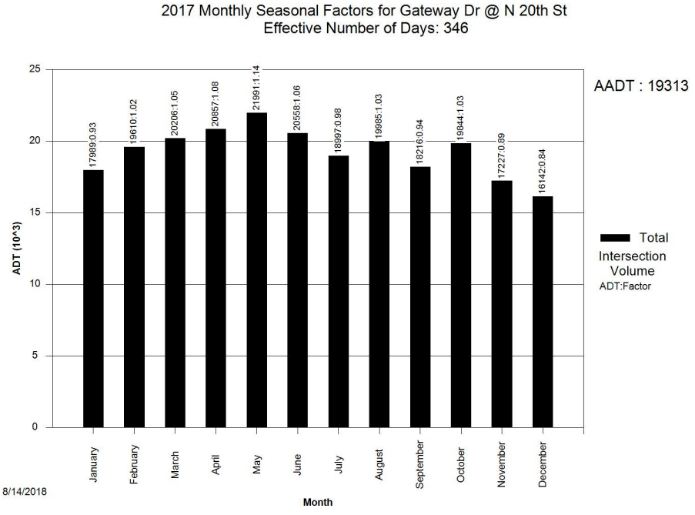 2017 Monthly Seasonal Factors for Gateway Dr @ N 20th St
Effective Number of Days: 346
AADT : 19313
25
20
15
10
5
0
ADT (10^3)
17989:0.93
19610:1.02
20206:1.05
20857:1.08
21991:1.14
20558:1.06
18997:0.98
19985:1.03
18216:0.94
19844:1.03
17227:0.89
16142:0.84
Total
Intersection
Volume
ADT:Factor
January
February
March
April
May
June
July
August
September
October
November
December
8/14/2018
Month